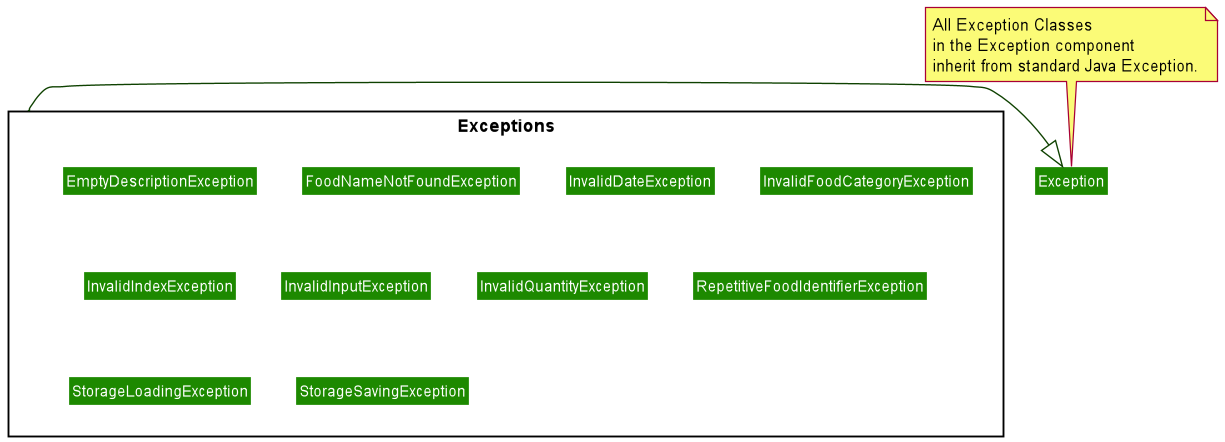 All Exception Classes
in the Exception component
inherit from standard Java Exception.
Exceptions
EmptyDescriptionException
FoodNameNotFoundException
InvalidDateException
InvalidFoodCategoryException
Exception
InvalidIndexException
InvalidInputException
InvalidQuantityException
RepetitiveFoodIdentifierException
StorageLoadingException
StorageSavingException